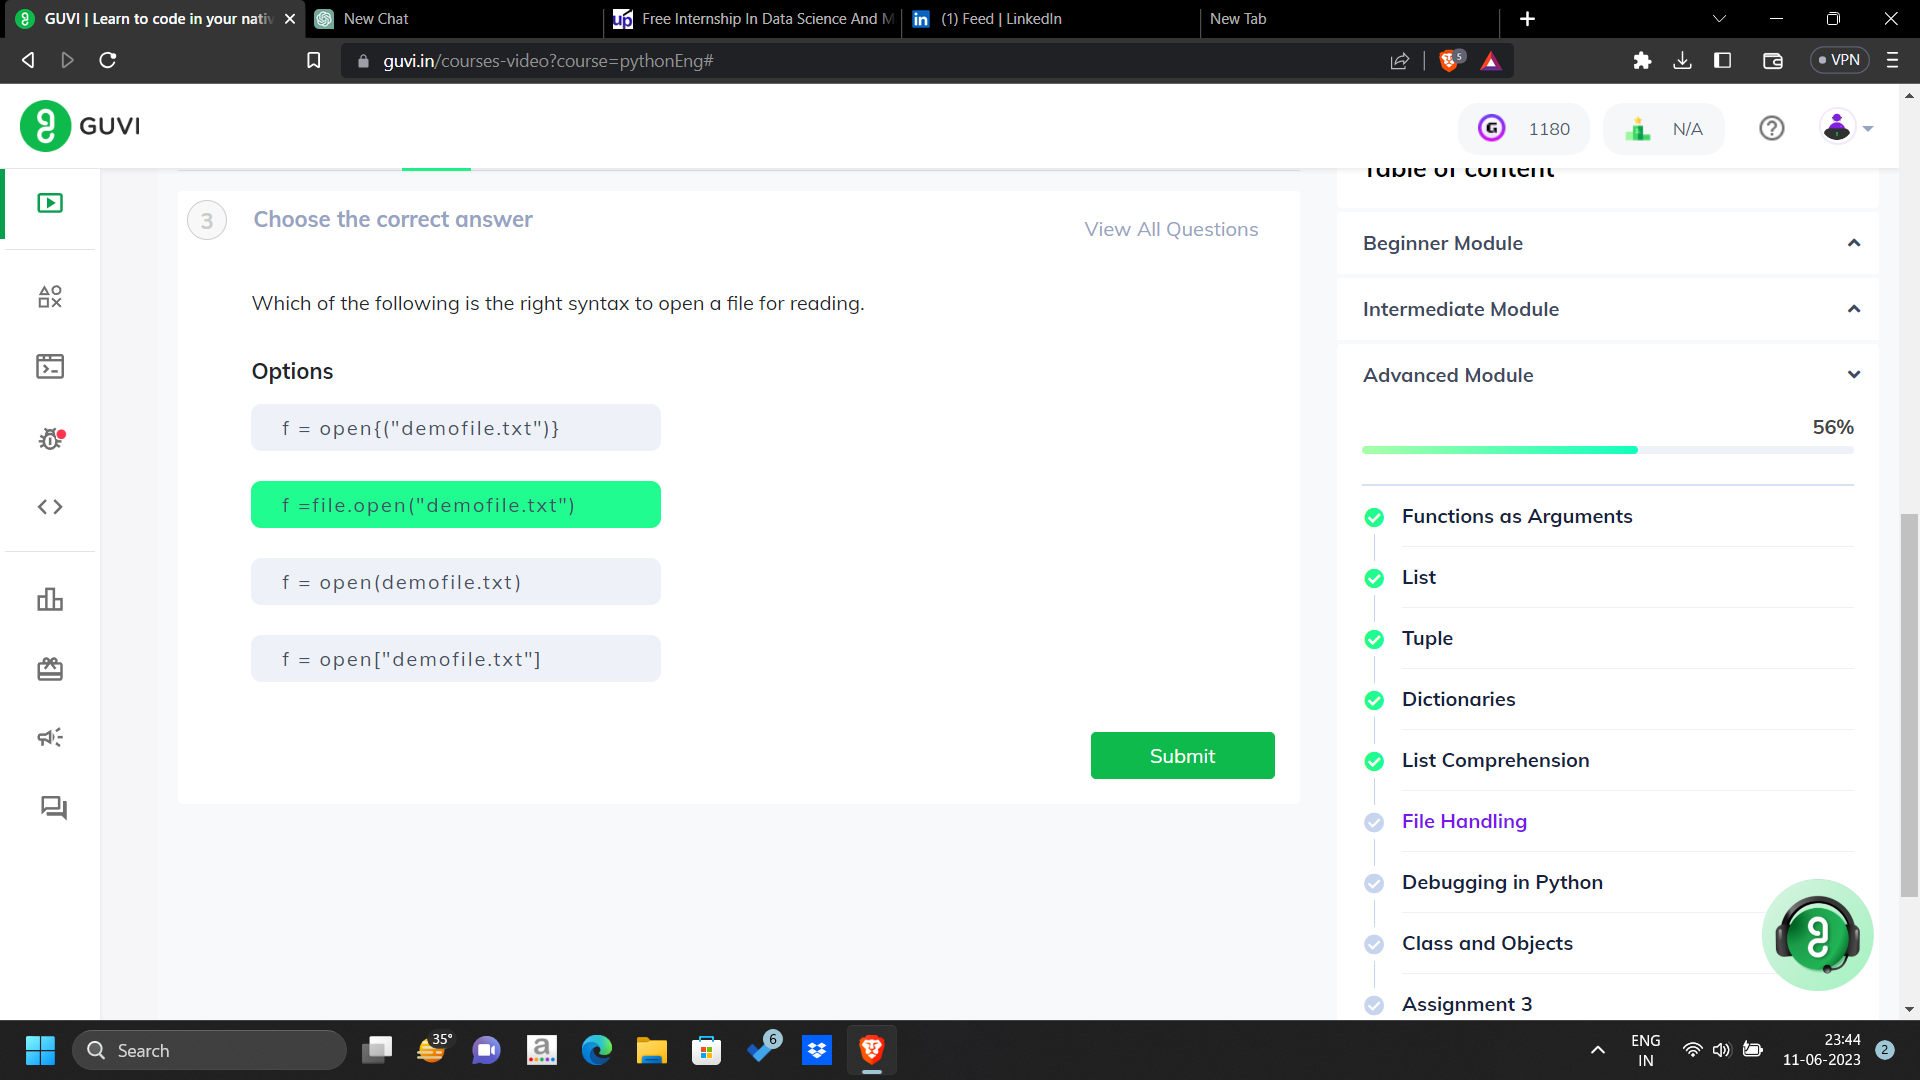 GUVI | Learn to code in your nativ
New Chat
Free Internship In Data Science And M
(1) Feed | LinkedIn
New Tab
guvi.in/courses-video?course=pythonEng#
5
VPN
GUVI
G
1180
N/A
Table of content
3
Choose the correct answer
View All Questions
Which of the following is the right syntax to open a file for reading.
Options
f = open{("demofile.txt")}
f =file.open("demofile.txt")
f = open(demofile.txt)
f = open["demofile.txt"]
Submit
Beginner Module
Intermediate Module
Advanced Module
56%
Functions as Arguments
List
Tuple
Dictionaries
List Comprehension
File Handling
Debugging in Python
Class and Objects
Assignment 3
Search
35°
6
ENG
IN
23:44
11-06-2023
2